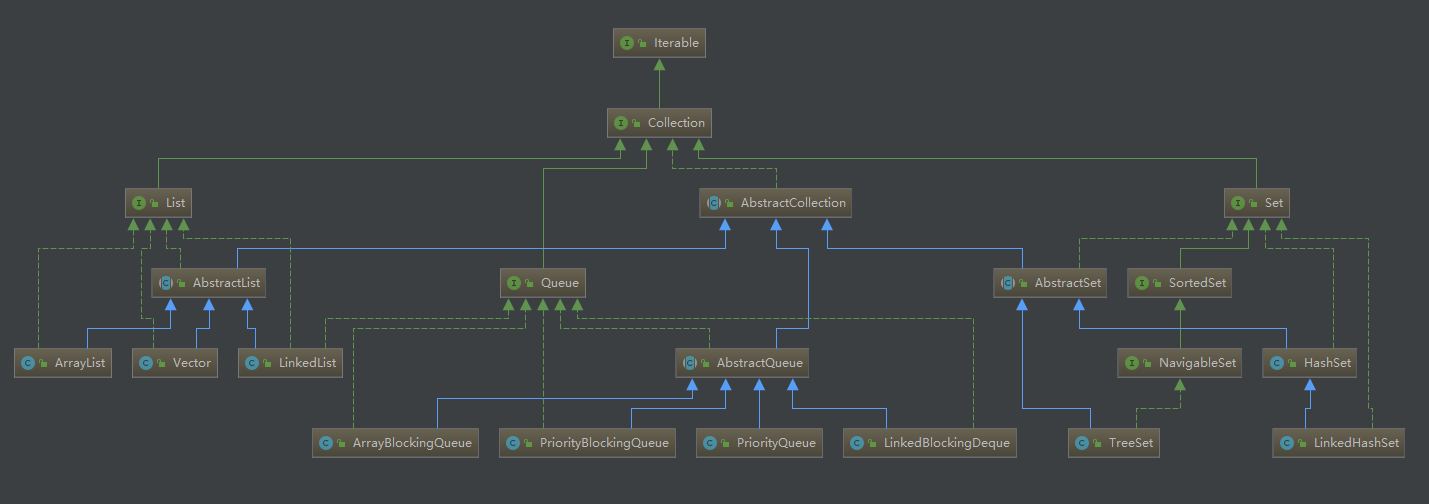 Iterable
Collection
List
AbstractCollection
Set
AbstractList
Queue
AbstractSet
SortedSet
ArrayList
Vector
LinkedList
AbstractQueue
NavigableSet
HashSet
ArrayBlockingQueue
PriorityBlockingQueue
PriorityQueue
LinkedBlockingDeque
TreeSet
LinkedHashSet